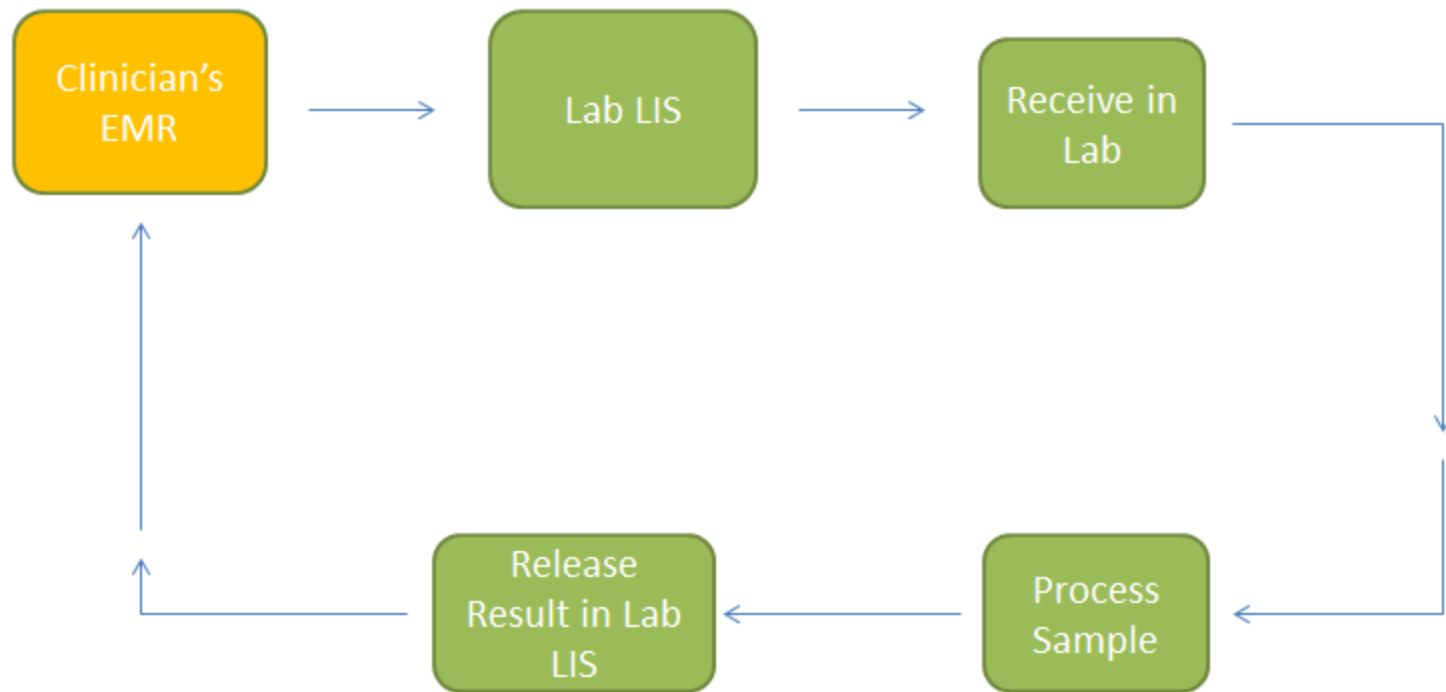 Clinician’s
EMR
Lab LIS
Receive in
Lab
Release
Result in Lab
LIS
Process
Sample